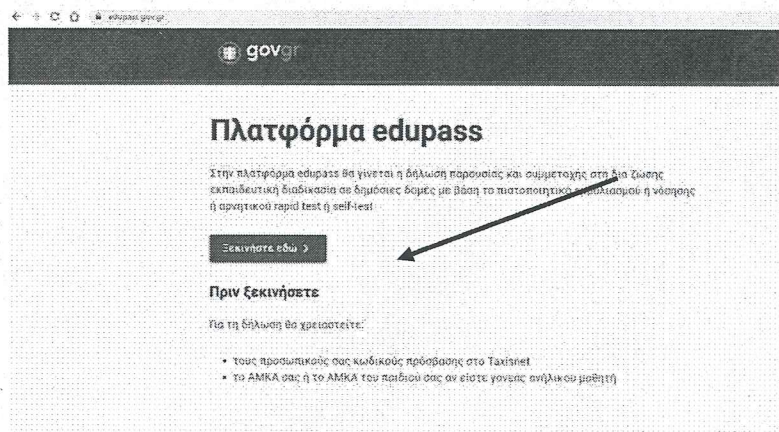 edupass.gov.gr
govgr
Πλατφόρμα edupass
Στην πλατφόρμα edupass θα γίνεται η δήλωση παρουσίας και συμμετοχής στη δια ζώσης
εκπαιδευτική διαδικασία σε δημόσιες δομές με βάση το πιστοποιητικό εμβολιασμού ή νόσησης
ή αρνητικού rapid test ή self-test
Ξεκινήστε εδώ >
Πριν ξεκινήσετε
Για τη δήλωση θα χρειαστείτε:
• τους προσωπικούς σας κωδικούς πρόσβασης στο Taxisnet
• το ΑΜΚΑ σας ή το ΑΜΚΑ του παιδιού σας αν είστε γονέας ανήλικου μαθητή